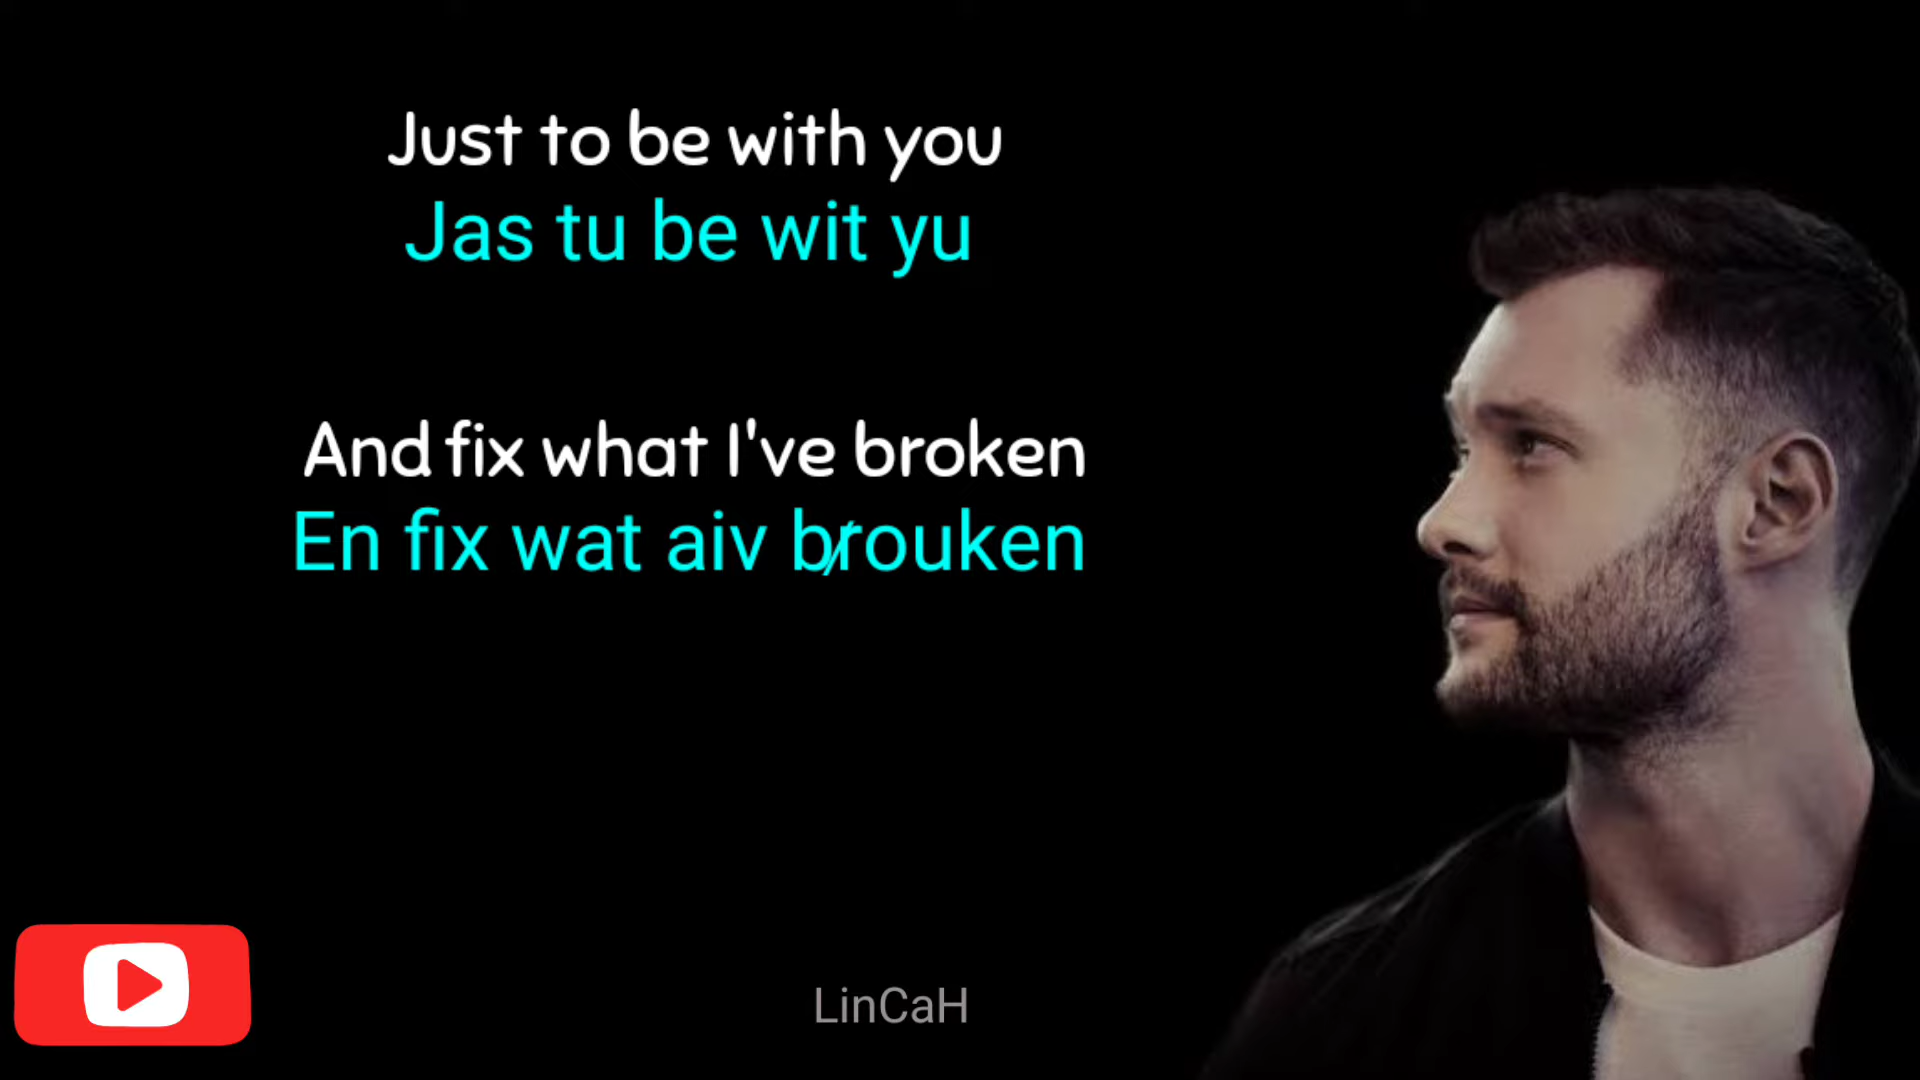 Just to be with you
Jas tu be wit yu
And fix what I've broken
En fix wat aiv brouken
LinCaH